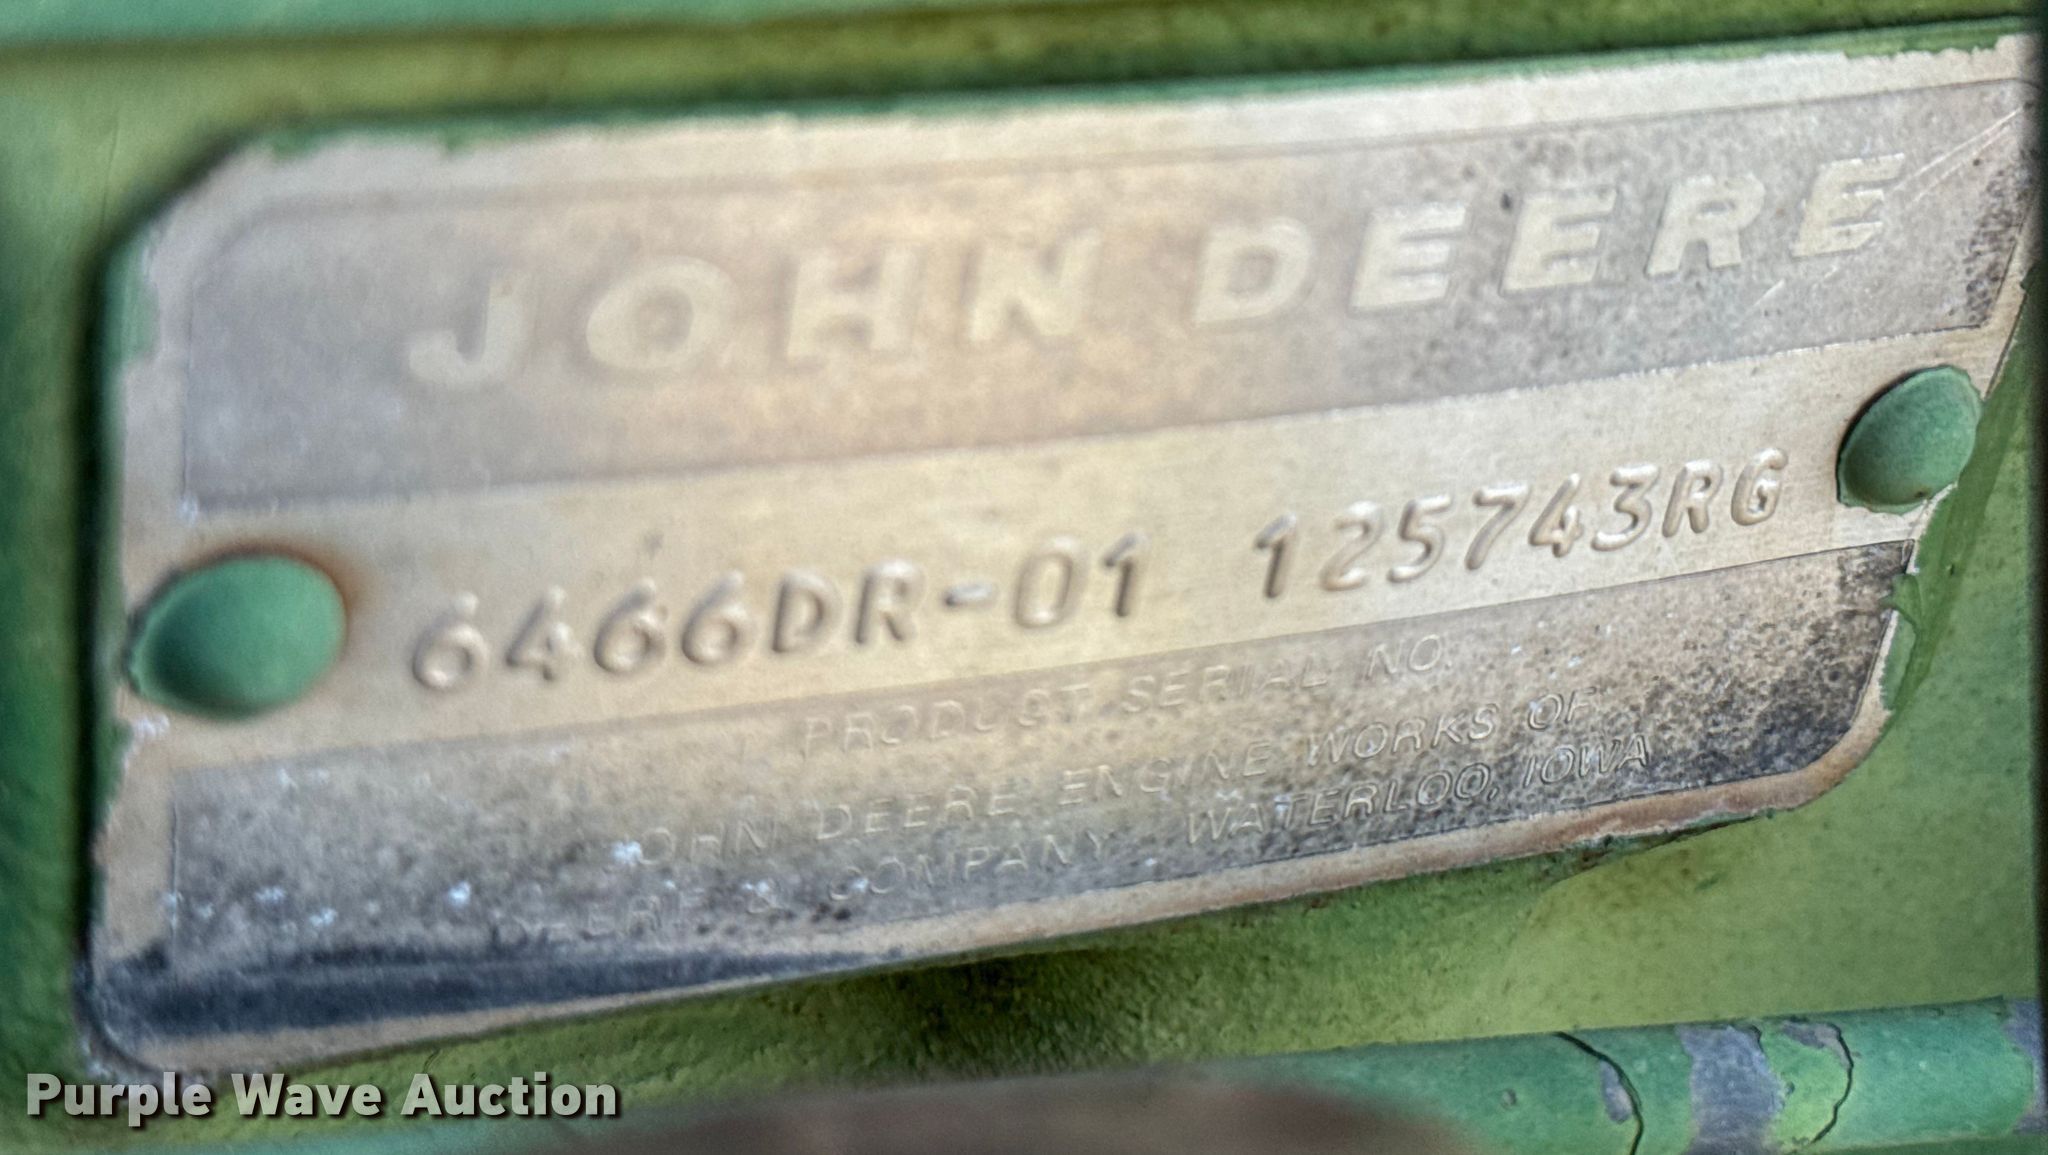 JOHN DEERE
6466DR-01 125743RG
PRODUCT SERIAL NO.
JOHN DEERE ENGINE WORKS OF
DEERE & COMPANY WATERLOO, IOWA
Purple Wave Auction